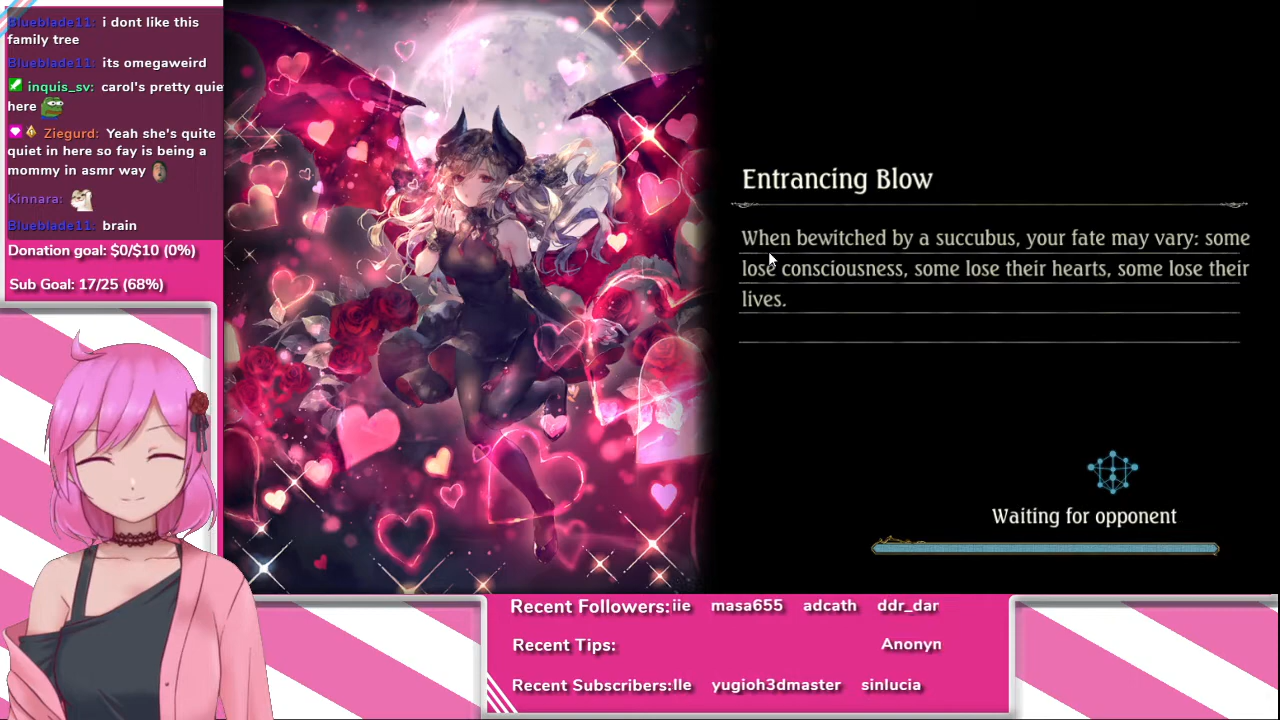 Blueblade11: i dont like this
family tree
Blueblade11: its omegaweird
inquis_sv: carol's pretty quie
here
Ziegurd: Yeah she's quite
quiet in here so fay is being a
mommy in asmr way
Kinnara:
Blueblade11: brain
Donation goal: $0/$10 (0%)
Sub Goal: 17/25 (68%)
Entrancing Blow
When bewitched by a succubus, your fate may vary: some
lose consciousness, some lose their hearts, some lose their
lives.
Waiting for opponent
Recent Followers: iie masa655 adcath ddr_dar
Recent Tips: Anonyn
Recent Subscribers: lle yugioh3dmaster sinlucia